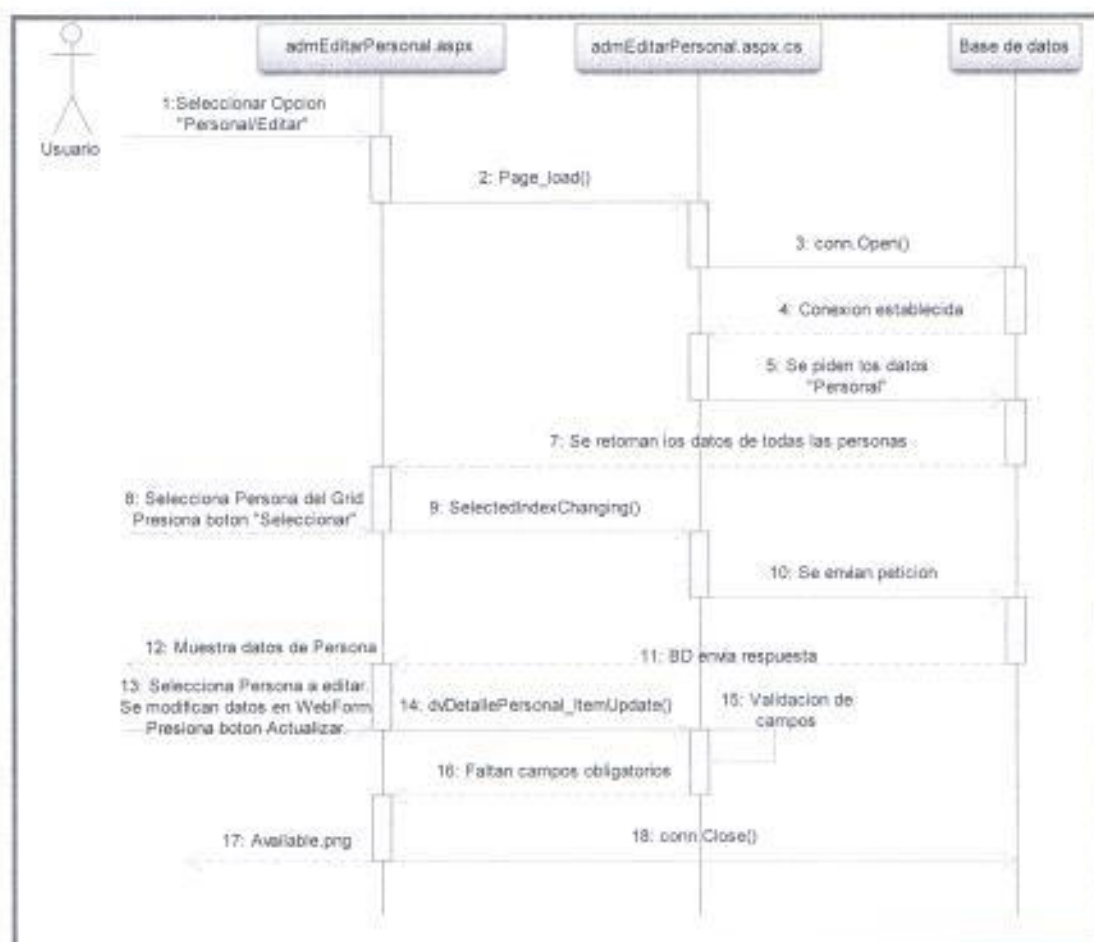 admEditarPersonal.aspx
admEditarPersonal.aspx.cs
Base de datos
Usuario
1:Seleccionar Opcion
"Personal/Editar"
2: Page_load()
3: conn.Open()
4: Conexion establecida
5: Se piden los datos
"Personal"
7: Se retornan los datos de todas las personas
8: Selecciona Persona del Grid
Presiona boton "Seleccionar"
9: SelectedIndexChanging()
10: Se envian peticion
11: BD envia respuesta
12: Muestra datos de Persona
13: Selecciona Persona a editar.
Se modifican datos en WebForm
Presiona boton Actualizar.
14: dvDetallePersonal_ItemUpdate()
15: Validacion de
campos
16: Faltan campos obligatorios
17: Available.png
18: conn.Close()